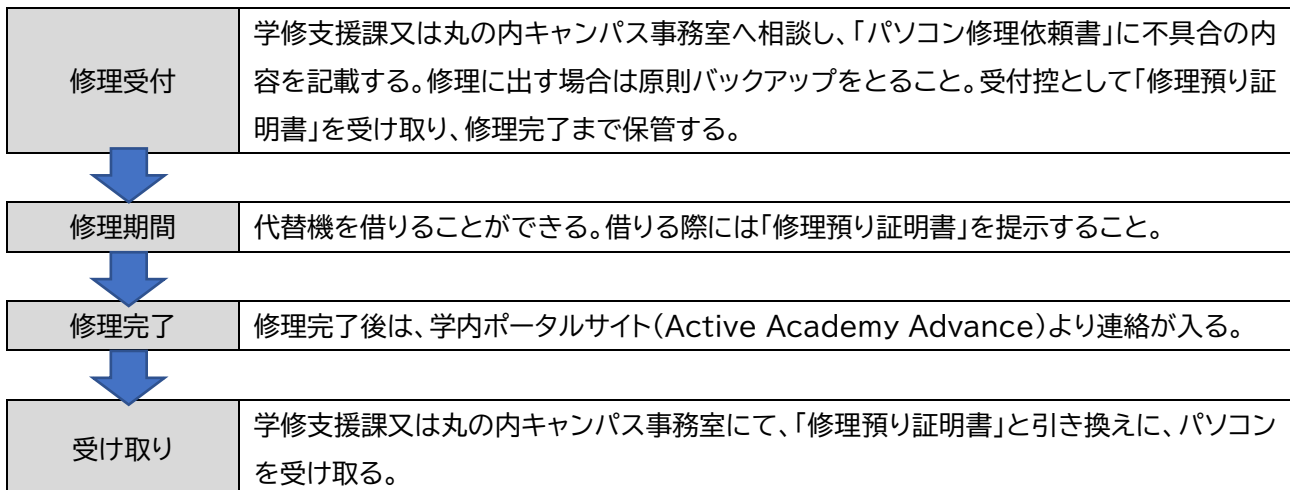 修理受付
学修支援課又は丸の内キャンパス事務室へ相談し、「パソコン修理依頼書」に不具合の内
容を記載する。修理に出す場合は原則バックアップをとること。受付控として「修理預り証
明書」を受け取り、修理完了まで保管する。
修理期間
代替機を借りることができる。借りる際には「修理預り証明書」を提示すること。
修理完了
修理完了後は、学内ポータルサイト(Active Academy Advance)より連絡が入る。
受け取り
学修支援課又は丸の内キャンパス事務室にて、「修理預り証明書」と引き換えに、パソコン
を受け取る。